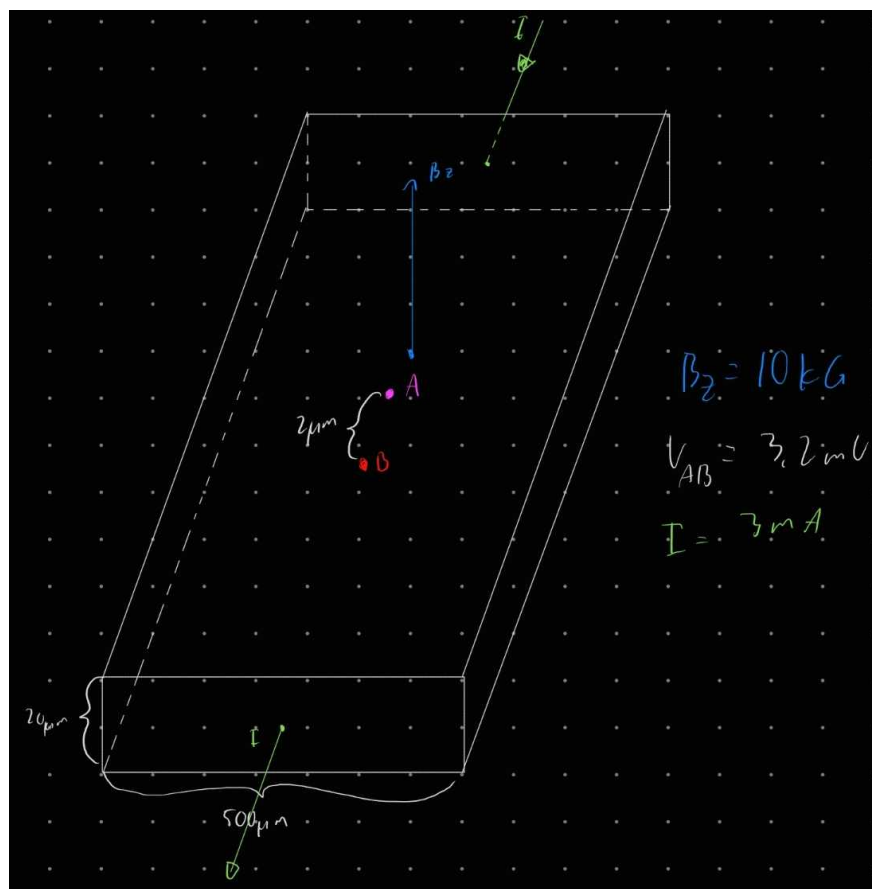 I
Bz
A
2μm
B
Bz = 10 kG
VAB = 3.2 mV
I = 3 mA
20μm
I
500μm